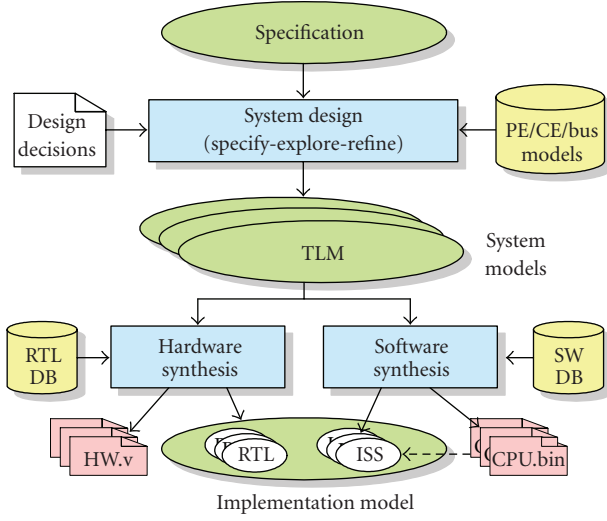 Specification
Design
decisions
System design
(specify-explore-refine)
PE/CE/bus
models
TLM
System
models
RTL
DB
Hardware
synthesis
Software
synthesis
SW
DB
HW.v
RTL
ISS
CPU.bin
Implementation model